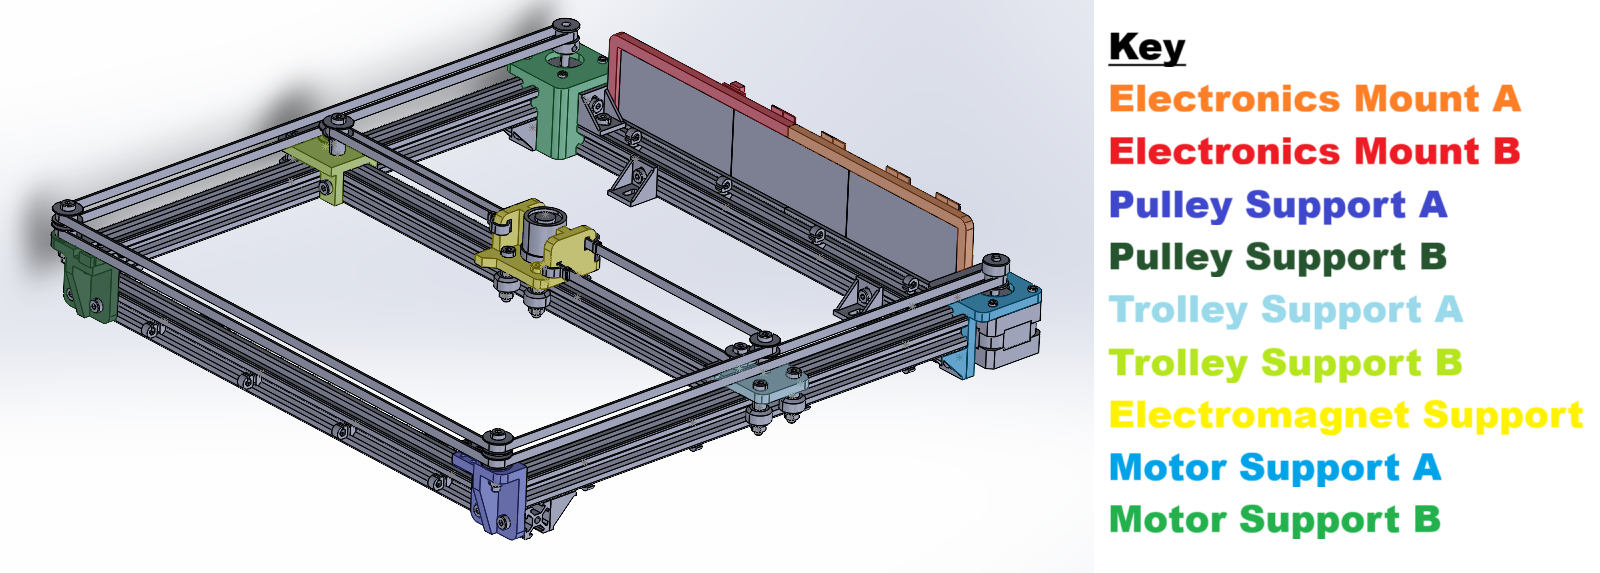 Key
Electronics Mount A
Electronics Mount B
Pulley Support A
Pulley Support B
Trolley Support A
Trolley Support B
Electromagnet Support
Motor Support A
Motor Support B